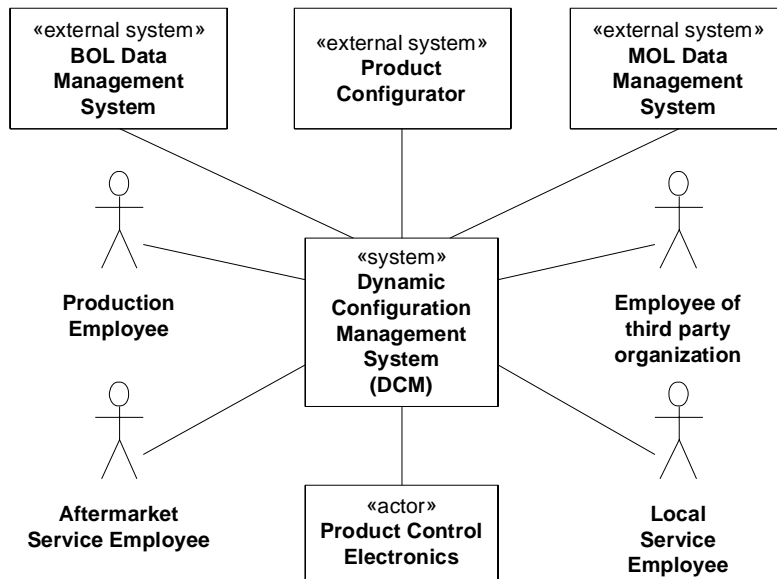 «external system»
BOL Data
Management
System
«external system»
Product
Configurator
«external system»
MOL Data
Management
System
Production
Employee
«system»
Dynamic
Configuration
Management
System
(DCM)
Employee of
third party
organization
Aftermarket
Service Employee
«actor»
Product Control
Electronics
Local
Service
Employee